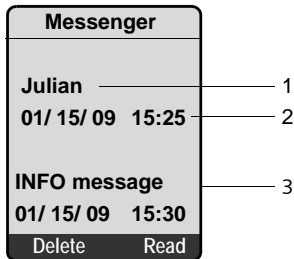 Messenger
Julian 1
01/ 15/ 09 15:25 2
INFO message 3
01/ 15/ 09 15:30
Delete Read